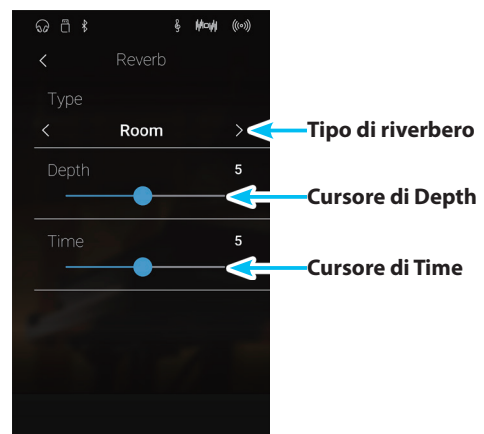 Reverb
Type
Room
Tipo di riverbero
Depth 5
Cursore di Depth
Time 5
Cursore di Time